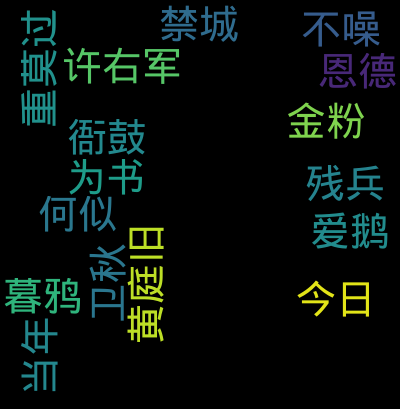 禁城
不噪
重莫过
许右军
恩德
金粉
衙鼓
为书
残兵
何似
爱鹅
卫秋
黄庭旧
暮鸦
今日
当年